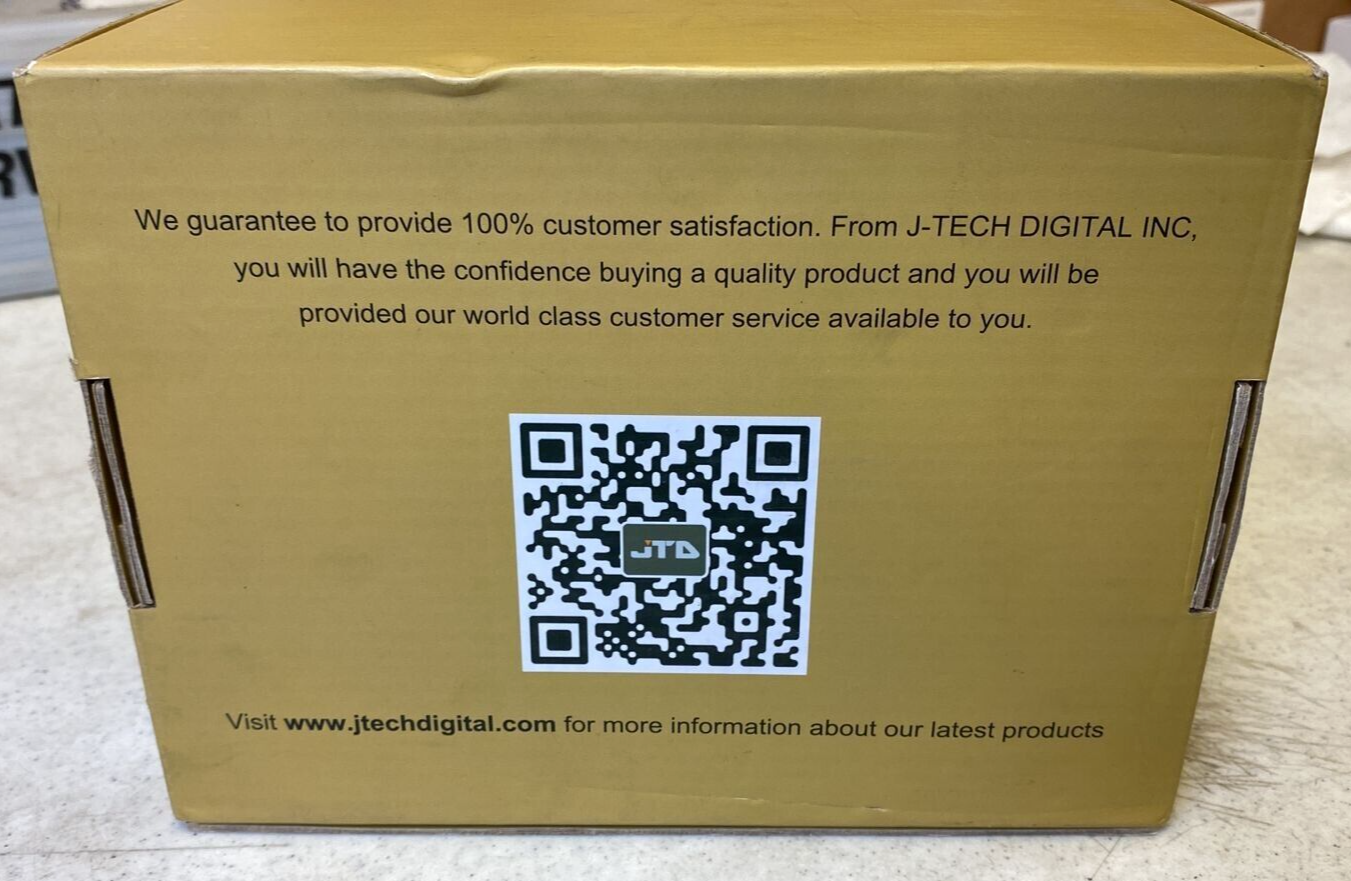 We guarantee to provide 100% customer satisfaction. From J-TECH DIGITAL INC,
you will have the confidence buying a quality product and you will be
provided our world class customer service available to you.
JTD
Visit www.jtechdigital.com for more information about our latest products